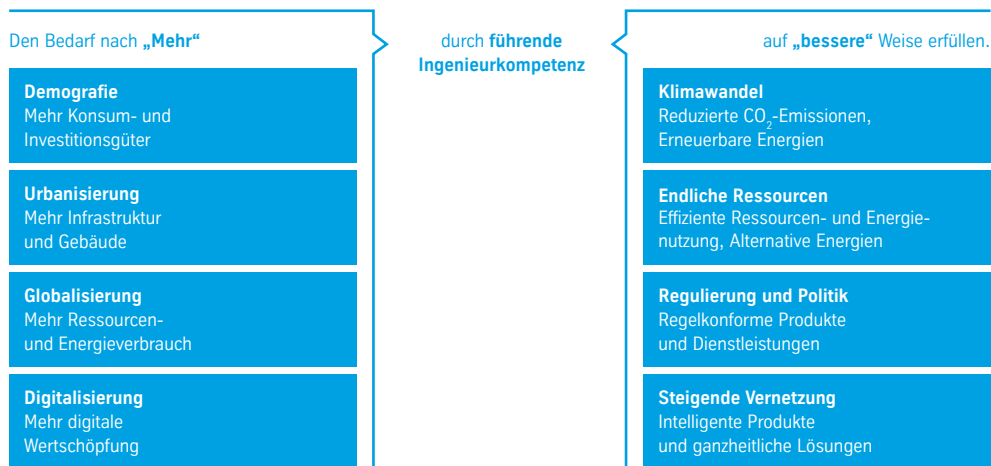 Den Bedarf nach „Mehr“
Demografie
Mehr Konsum- und
Investitionsgüter
Urbanisierung
Mehr Infrastruktur
und Gebäude
Globalisierung
Mehr Ressourcen-
und Energieverbrauch
Digitalisierung
Mehr digitale
Wertschöpfung
durch führende
Ingenieurkompetenz
auf „bessere“ Weise erfüllen.
Klimawandel
Reduzierte CO₂-Emissionen,
Erneuerbare Energien
Endliche Ressourcen
Effiziente Ressourcen- und Energie-
nutzung, Alternative Energien
Regulierung und Politik
Regelkonforme Produkte
und Dienstleistungen
Steigende Vernetzung
Intelligente Produkte
und ganzheitliche Lösungen